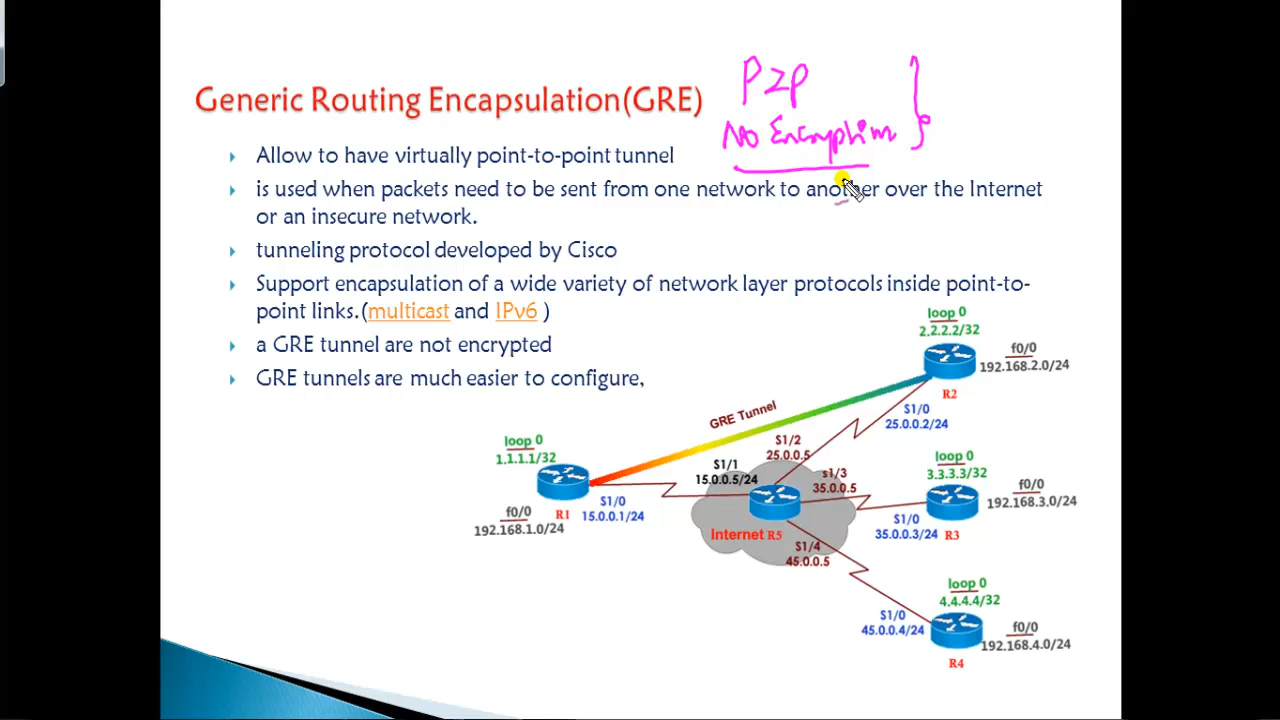 P2P
No Encryption
Generic Routing Encapsulation(GRE)
Allow to have virtually point-to-point tunnel
is used when packets need to be sent from one network to another over the Internet
or an insecure network.
tunneling protocol developed by Cisco
Support encapsulation of a wide variety of network layer protocols inside point-to-
point links.(multicast and IPv6 )
a GRE tunnel are not encrypted
GRE tunnels are much easier to configure,
loop 0
2.2.2.2/32
f0/0
192.168.2.0/24
R2
S1/0
25.0.0.2/24
GRE Tunnel
S1/2
25.0.0.5
loop 0
1.1.1.1/32
S1/1
15.0.0.5/24
s1/3
35.0.0.5
loop 0
3.3.3.3/32
f0/0
192.168.3.0/24
f0/0
192.168.1.0/24
R1
S1/0
15.0.0.1/24
Internet R5
S1/0
35.0.0.3/24
R3
S1/4
45.0.0.5
loop 0
4.4.4.4/32
S1/0
45.0.0.4/24
f0/0
192.168.4.0/24
R4